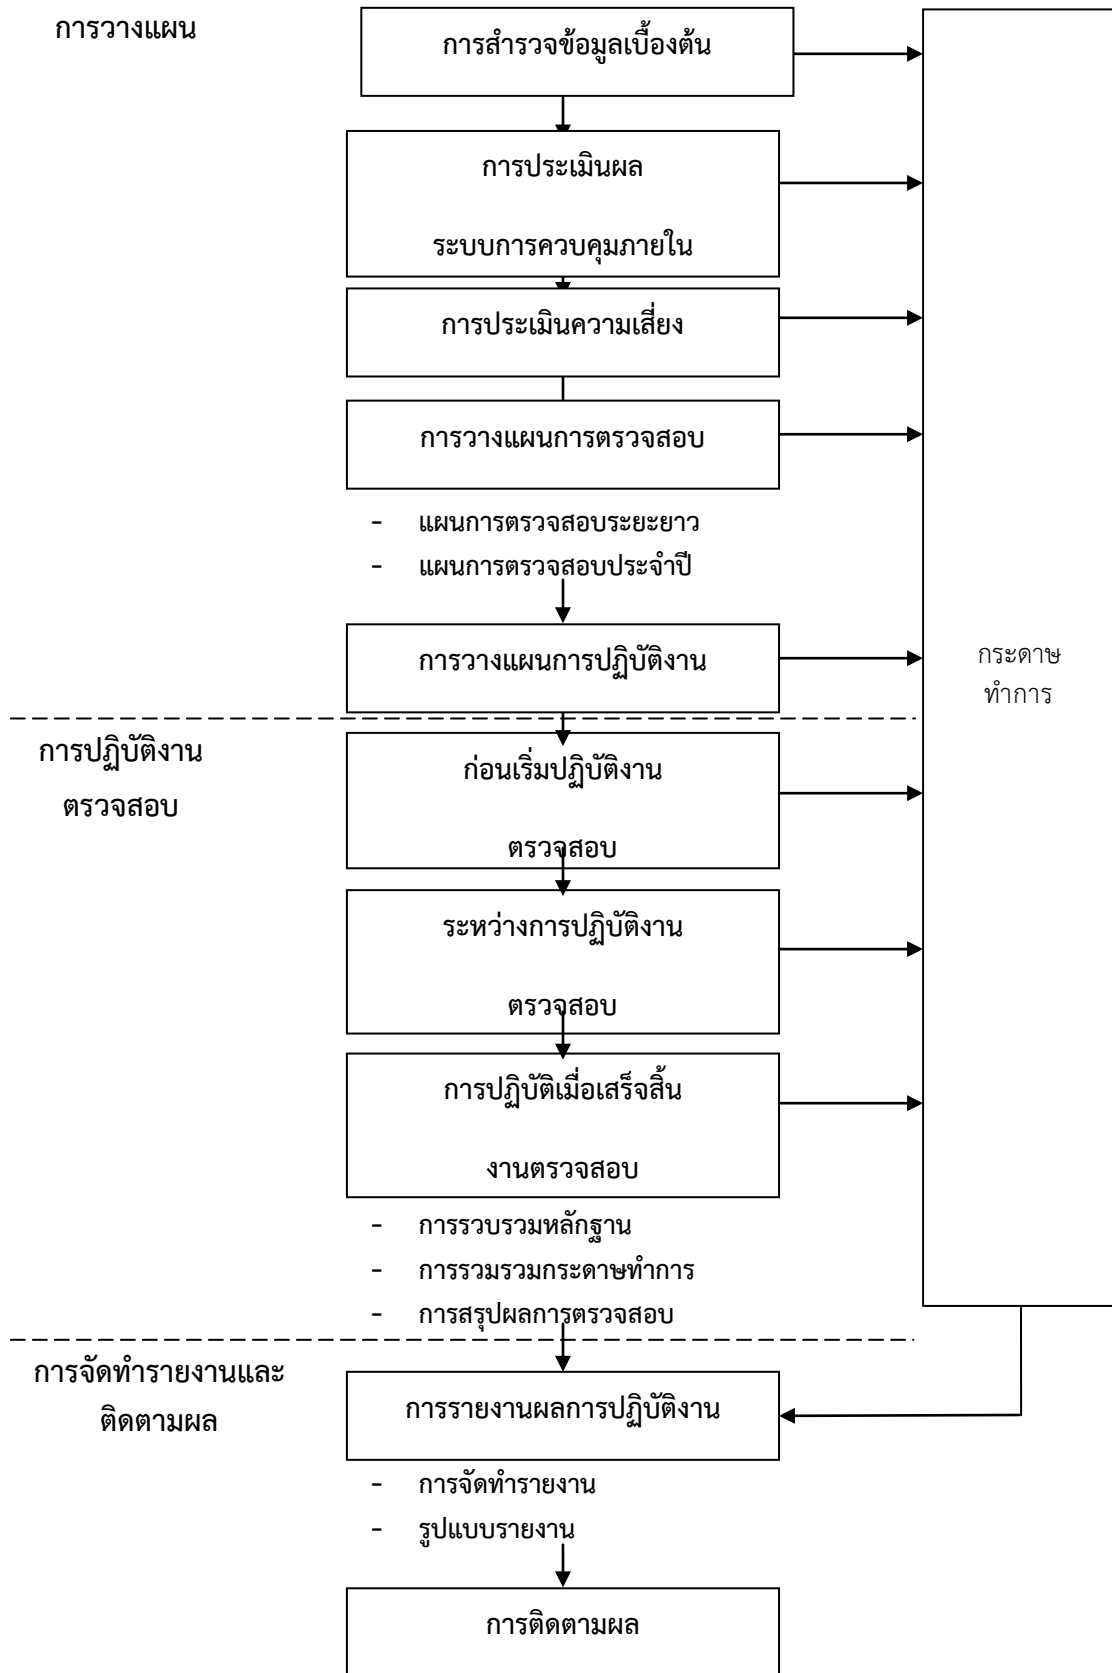 การวางแผน
การสำรวจข้อมูลเบื้องต้น
การประเมินผล
ระบบการควบคุมภายใน
การประเมินความเสี่ยง
การวางแผนการตรวจสอบ
- แผนการตรวจสอบระยะยาว
- แผนการตรวจสอบประจำปี
การวางแผนการปฏิบัติงาน
กระดาษ
ทำการ
การปฏิบัติงาน
ตรวจสอบ
ก่อนเริ่มปฏิบัติงาน
ตรวจสอบ
ระหว่างการปฏิบัติงาน
ตรวจสอบ
การปฏิบัติเมื่อเสร็จสิ้น
งานตรวจสอบ
- การรวบรวมหลักฐาน
- การรวมรวมกระดาษทำการ
- การสรุปผลการตรวจสอบ
การจัดทำรายงานและ
ติดตามผล
การรายงานผลการปฏิบัติงาน
- การจัดทำรายงาน
- รูปแบบรายงาน
การติดตามผล